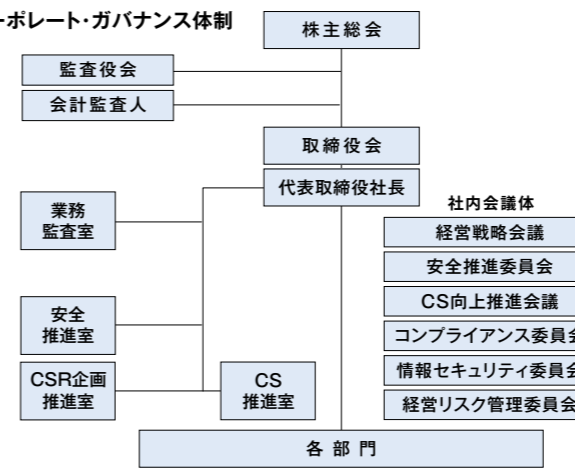 ーポレート・ガバナンス体制
株主総会
監査役会
会計監査人
取締役会
代表取締役社長
業務
監査室
安全
推進室
CSR企画
推進室
CS
推進室
社内会議体
経営戦略会議
安全推進委員会
CS向上推進会議
コンプライアンス委員会
情報セキュリティ委員会
経営リスク管理委員会
各部門